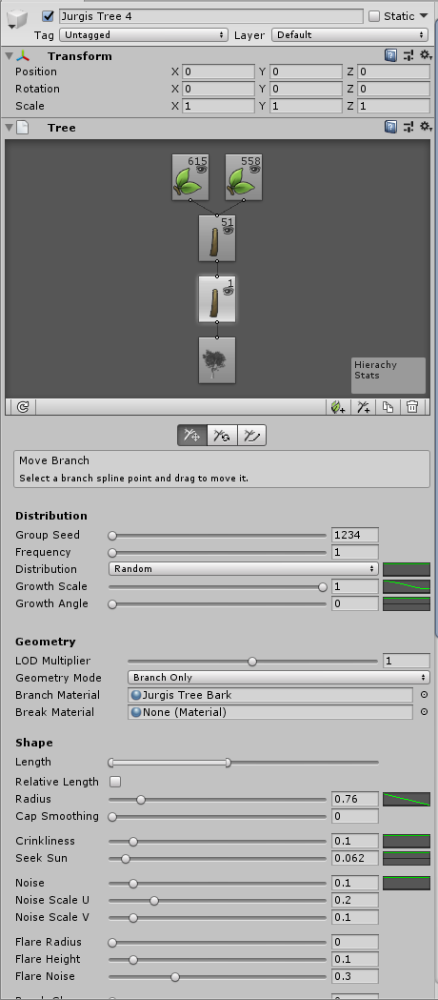 Jurgis Tree 4 Static
Tag Untagged Layer Default
Transform
Position X 0 Y 0 Z 0
Rotation X 0 Y 0 Z 0
Scale X 1 Y 1 Z 1
Tree
615 558
51
1
Hierachy
Stats
Move Branch
Select a branch spline point and drag to move it.
Distribution
Group Seed 1234
Frequency 1
Distribution Random
Growth Scale 1
Growth Angle 0
Geometry
LOD Multiplier 1
Geometry Mode Branch Only
Branch Material Jurgis Tree Bark
Break Material None (Material)
Shape
Length
Relative Length
Radius 0.76
Cap Smoothing 0
Crinkliness 0.1
Seek Sun 0.062
Noise 0.1
Noise Scale U 0.2
Noise Scale V 0.1
Flare Radius 0
Flare Height 0.1
Flare Noise 0.3